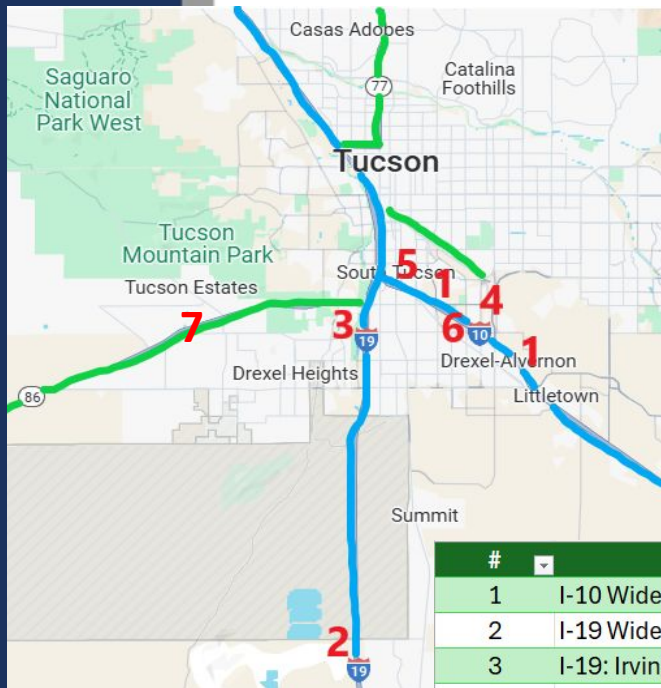 Casas Adobes
Saguaro
National
Park West
77
Catalina
Foothills
Tucson
Tucson
Mountain Park
5
South Tucson
1
Tucson Estates
4
7
3
6
19
10
1
Drexel-Alvernon
Drexel Heights
86
Littletown
Summit
#
1 I-10 Wide
2 I-19 Wide
3 I-19: Irvin
2
19